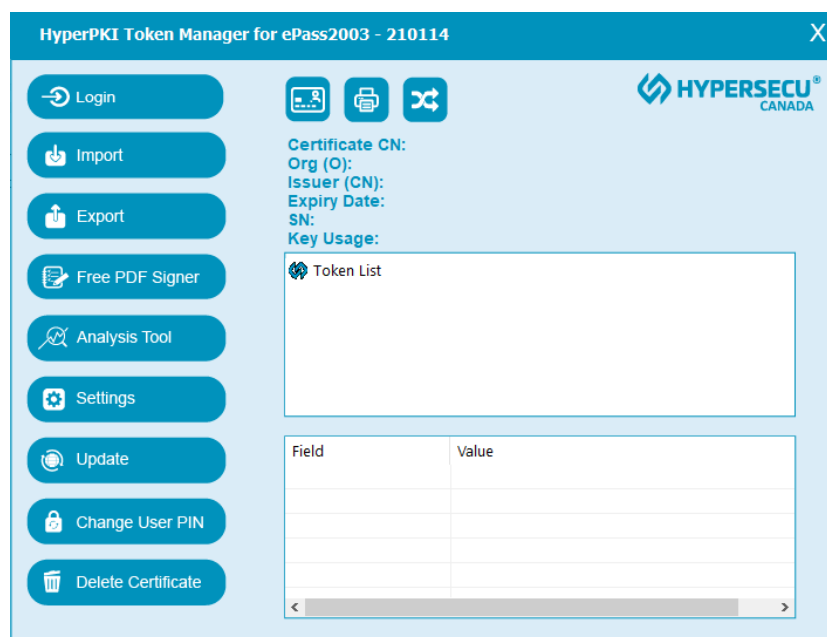 HyperPKI Token Manager for ePass2003 - 210114
X
Login
Import
Export
Free PDF Signer
Analysis Tool
Settings
Update
Change User PIN
Delete Certificate
HYPERSECU®
CANADA
Certificate CN:
Org (O):
Issuer (CN):
Expiry Date:
SN:
Key Usage:
Token List
Field Value